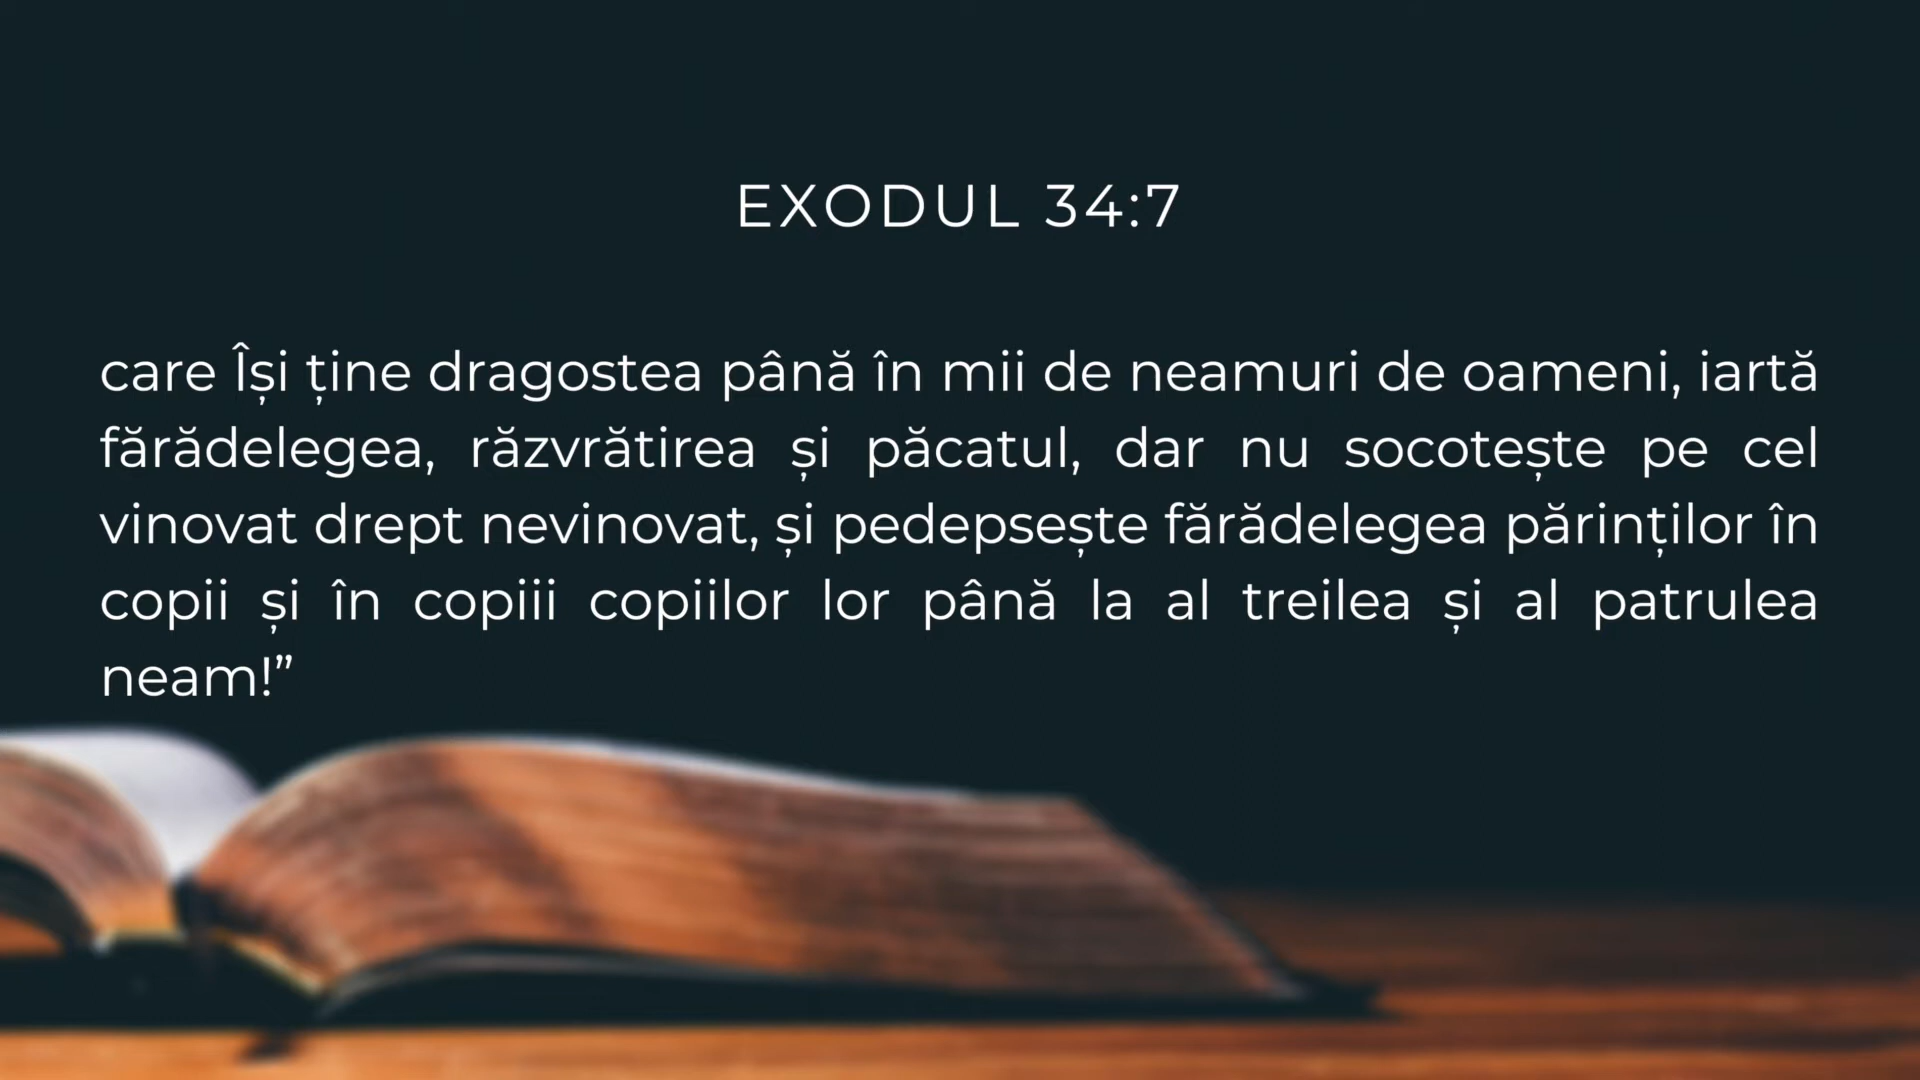 EXODUL 34:7
care Își ține dragostea până în mii de neamuri de oameni, iartă
fărădelegea, răzvrătirea și păcatul, dar nu socotește pe cel
vinovat drept nevinovat, și pedepsește fărădelegea părinților în
copii și în copiii copiilor lor până la al treilea și al patrulea
neam!”